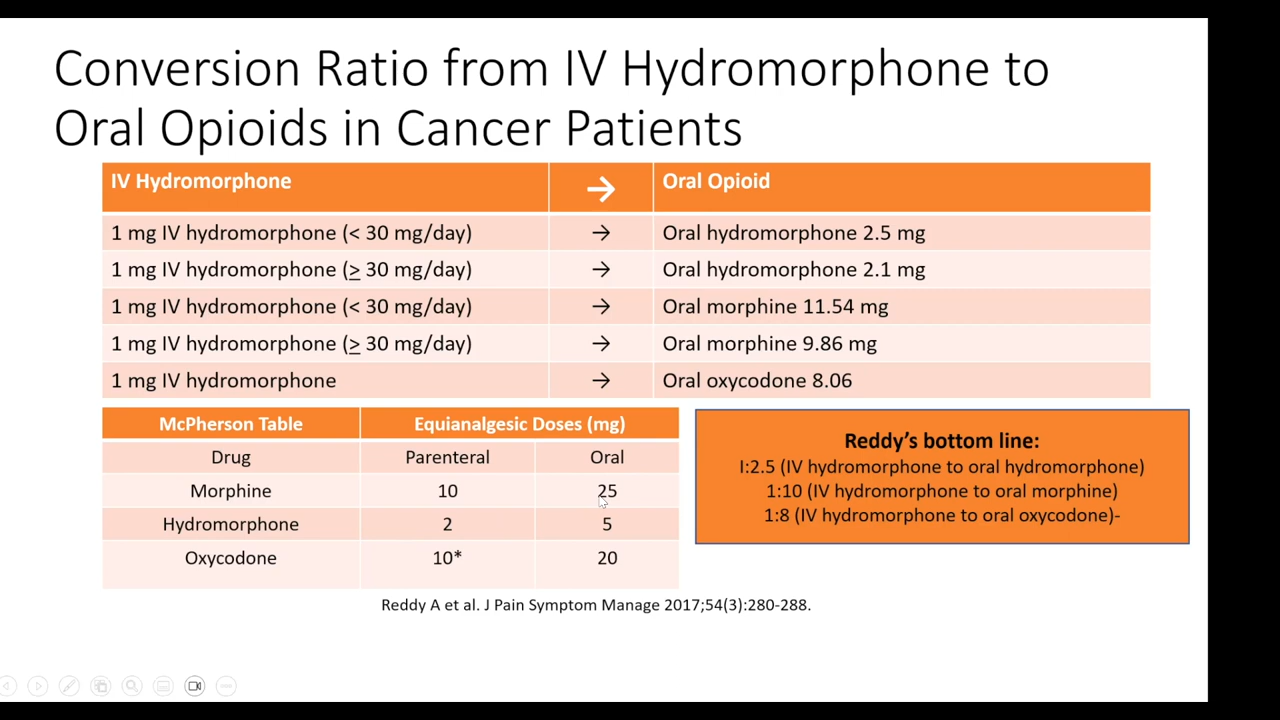 Conversion Ratio from IV Hydromorphone to
Oral Opioids in Cancer Patients
IV Hydromorphone → Oral Opioid
1 mg IV hydromorphone (< 30 mg/day) → Oral hydromorphone 2.5 mg
1 mg IV hydromorphone (≥ 30 mg/day) → Oral hydromorphone 2.1 mg
1 mg IV hydromorphone (< 30 mg/day) → Oral morphine 11.54 mg
1 mg IV hydromorphone (≥ 30 mg/day) → Oral morphine 9.86 mg
1 mg IV hydromorphone → Oral oxycodone 8.06
McPherson Table Equianalgesic Doses (mg)
Drug Parenteral Oral
Morphine 10 25
Hydromorphone 2 5
Oxycodone 10* 20
Reddy's bottom line:
I:2.5 (IV hydromorphone to oral hydromorphone)
1:10 (IV hydromorphone to oral morphine)
1:8 (IV hydromorphone to oral oxycodone)-
Reddy A et al. J Pain Symptom Manage 2017;54(3):280-288.